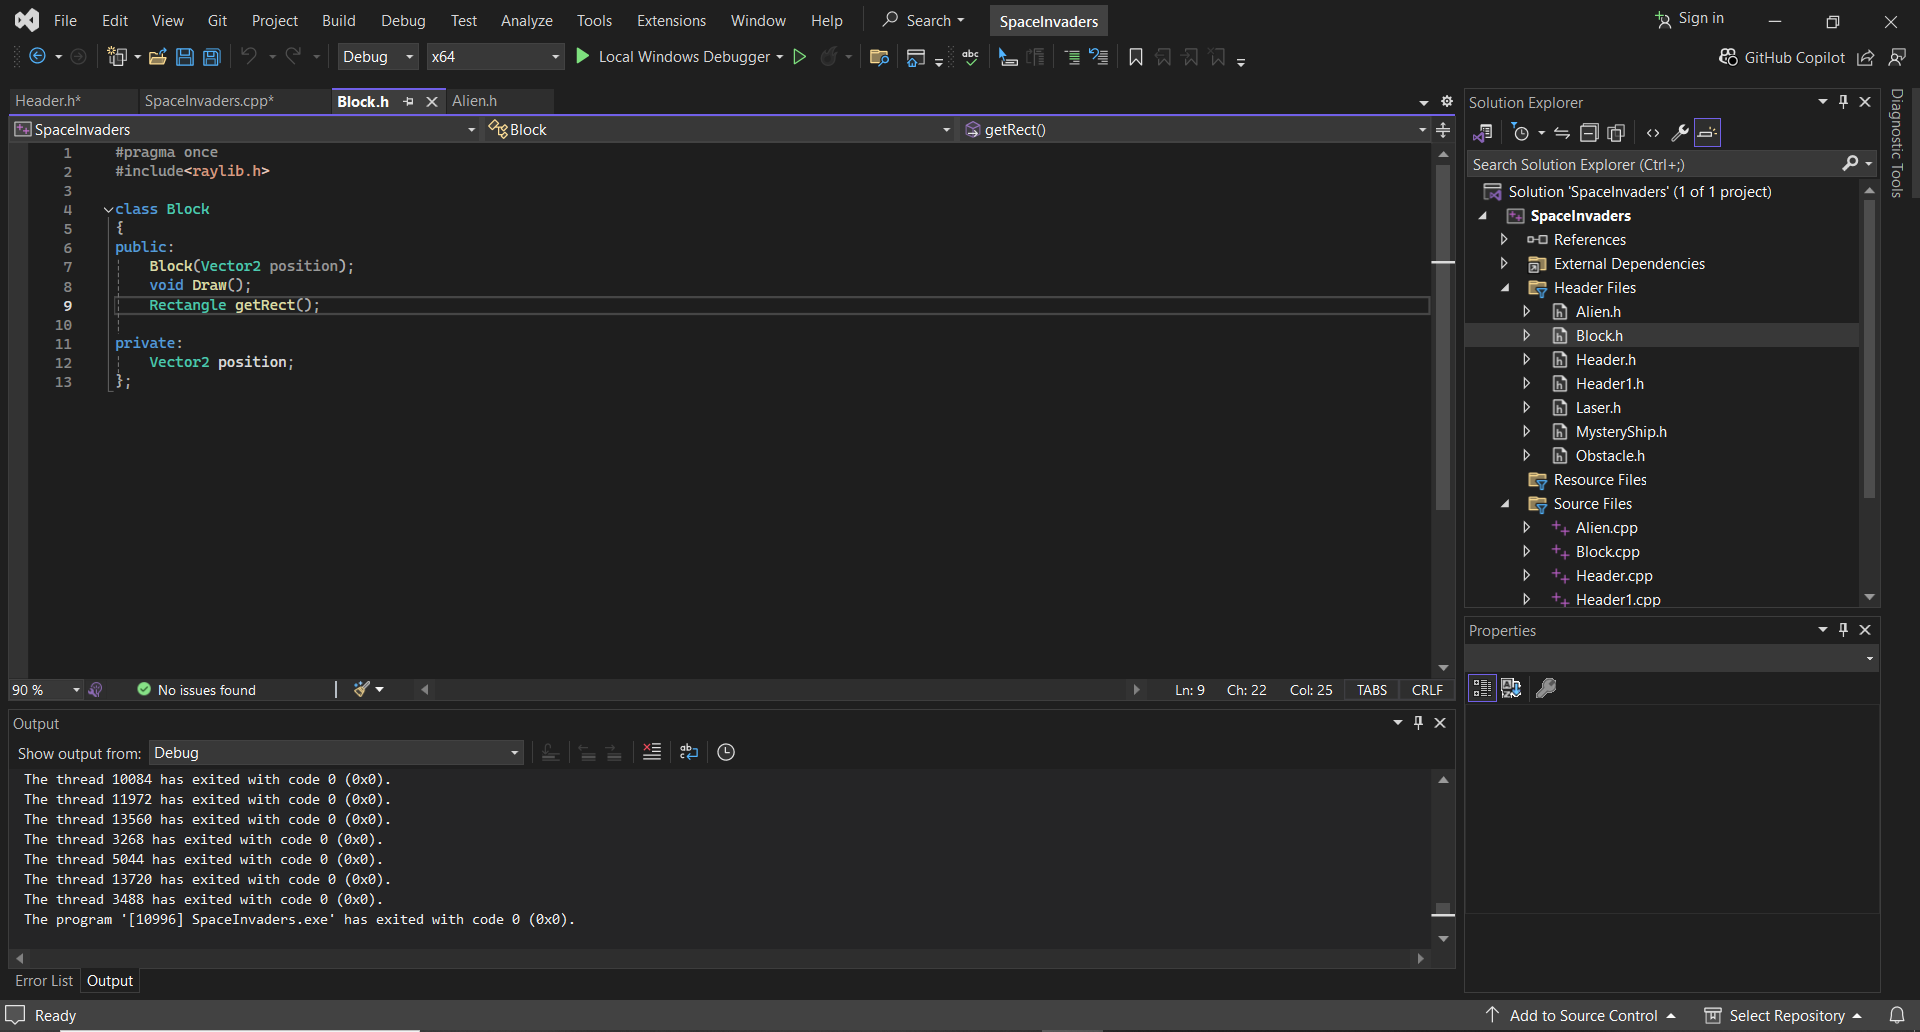 File Edit View Git Project Build Debug Test Analyze Tools Extensions Window Help Search SpaceInvaders Sign in
Debug x64 Local Windows Debugger abc GitHub Copilot
Header.h* SpaceInvaders.cpp* Block.h Alien.h
SpaceInvaders Block getRect()
1 #pragma once
2 #include<raylib.h>
3
4 class Block
5 {
6 public:
7 Block(Vector2 position);
8 void Draw();
9 Rectangle getRect();
10
11 private:
12 Vector2 position;
13 };
90 % No issues found Ln: 9 Ch: 22 Col: 25 TABS CRLF
Output
Show output from: Debug
The thread 10084 has exited with code 0 (0x0).
The thread 11972 has exited with code 0 (0x0).
The thread 13560 has exited with code 0 (0x0).
The thread 3268 has exited with code 0 (0x0).
The thread 5044 has exited with code 0 (0x0).
The thread 13720 has exited with code 0 (0x0).
The thread 3488 has exited with code 0 (0x0).
The program '[10996] SpaceInvaders.exe' has exited with code 0 (0x0).
Error List Output
Solution Explorer
Search Solution Explorer (Ctrl+;)
Solution 'SpaceInvaders' (1 of 1 project)
SpaceInvaders
References
External Dependencies
Header Files
Alien.h
Block.h
Header.h
Header1.h
Laser.h
MysteryShip.h
Obstacle.h
Resource Files
Source Files
Alien.cpp
Block.cpp
Header.cpp
Header1.cpp
Properties
Diagnostic Tools
Ready Add to Source Control Select Repository